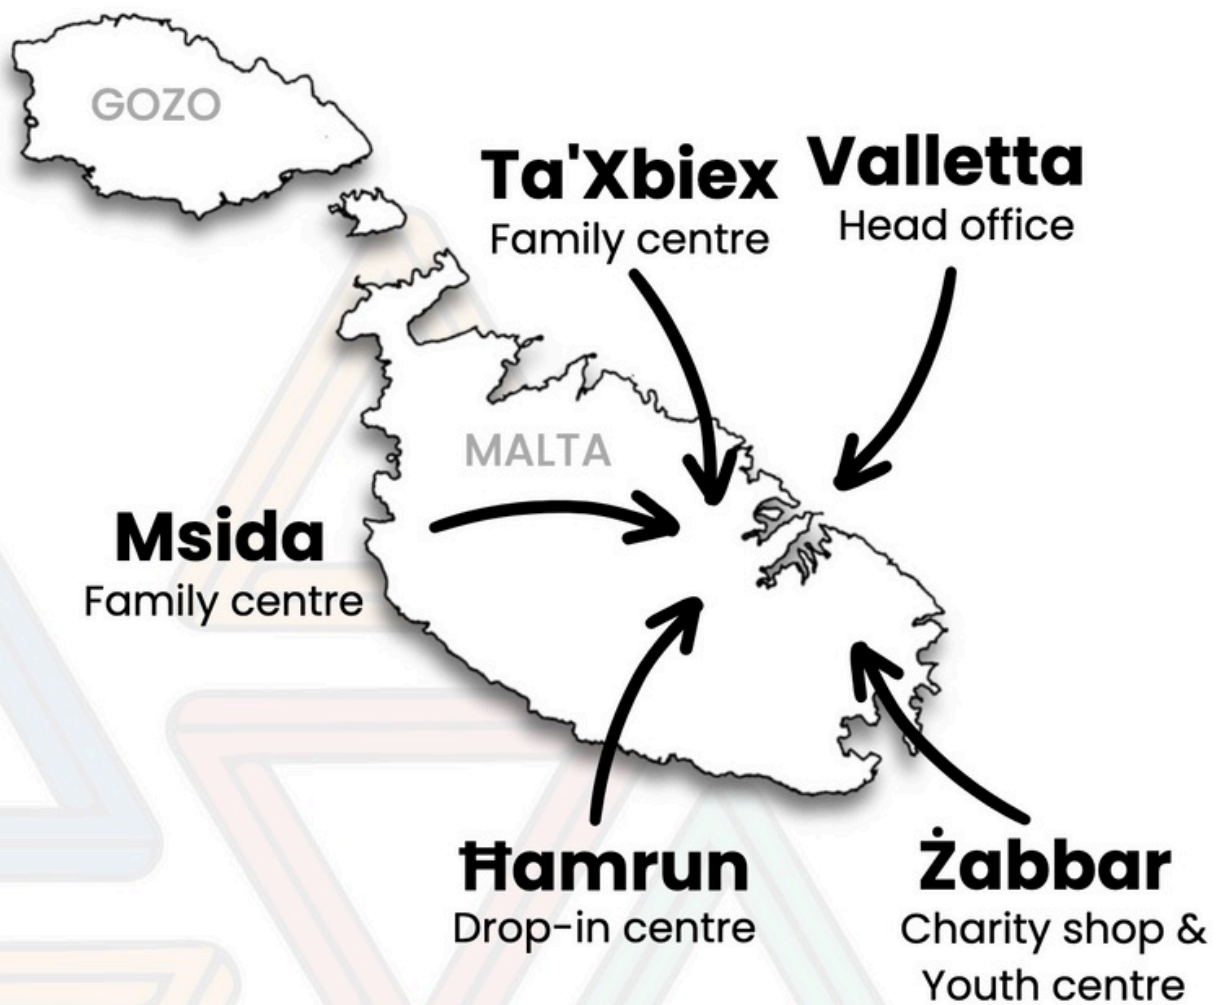 GOZO
Ta'Xbiex
Family centre
Valletta
Head office
MALTA
Msida
Family centre
Ħamrun
Drop-in centre
Żabbar
Charity shop &
Youth centre